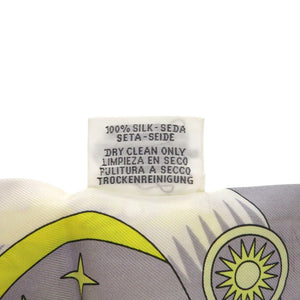 100% SILK-SEDA
SETA-SEIDE
DRY CLEAN ONLY
LIMPIEZA EN SECO
PULITURA A SECCO
TROCKENREINIGUNG